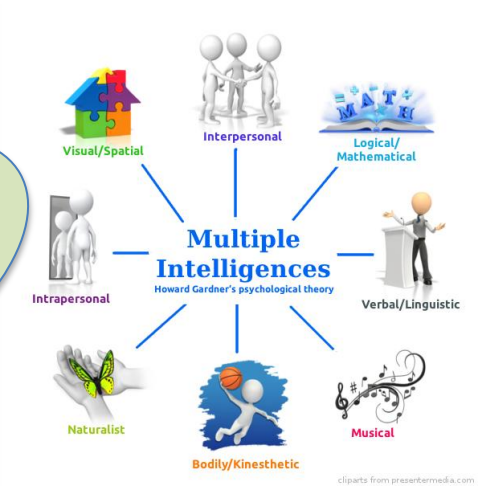 Interpersonal
Visual/Spatial
MATH
Logical/
Mathematical
Multiple
Intelligences
Howard Gardner's psychological theory
Intrapersonal
Verbal/Linguistic
Naturalist
Musical
Bodily/Kinesthetic
cliparts from presentermedia.com